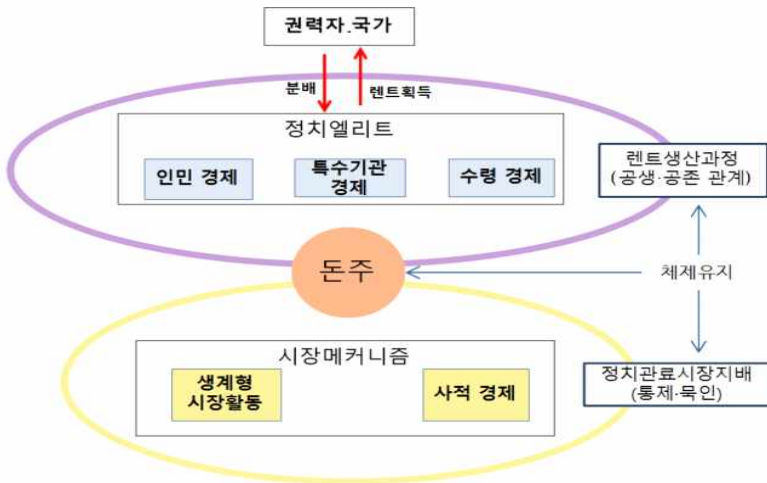 권력자.국가
분배
렌트획득
정치엘리트
인민 경제
특수기관
경제
수령 경제
렌트생산과정
(공생·공존 관계)
돈주
체제유지
시장메커니즘
생계형
시장활동
사적 경제
정치관료시장지배
(통제·묵인)